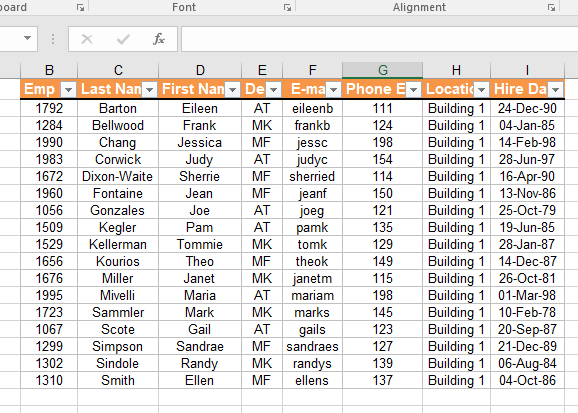 board Font Alignment
fx
B C D E F G H I
Emp Last Nam First Nan De E-ma Phone E Locatio Hire Da
1792 Barton Eileen AT eileenb 111 Building 1 24-Dec-90
1284 Bellwood Frank MK frankb 124 Building 1 04-Jan-85
1990 Chang Jessica MF jessc 198 Building 1 14-Feb-98
1983 Corwick Judy AT judyc 154 Building 1 28-Jun-97
1672 Dixon-Waite Sherrie MF sherried 114 Building 1 16-Apr-90
1960 Fontaine Jean MF jeanf 150 Building 1 13-Nov-86
1056 Gonzales Joe AT joeg 121 Building 1 25-Oct-79
1509 Kegler Pam AT pamk 135 Building 1 19-Jun-85
1529 Kellerman Tommie MK tomk 129 Building 1 28-Jan-87
1656 Kourios Theo MF theok 149 Building 1 14-Dec-87
1676 Miller Janet MK janetm 115 Building 1 26-Oct-81
1995 Mivelli Maria AT mariam 198 Building 1 01-Mar-98
1723 Sammler Mark MK marks 145 Building 1 10-Feb-78
1067 Scote Gail AT gails 123 Building 1 20-Sep-87
1299 Simpson Sandrae MF sandraes 127 Building 1 21-Dec-89
1302 Sindole Randy MK randys 139 Building 1 06-Aug-84
1310 Smith Ellen MF ellens 137 Building 1 04-Oct-86